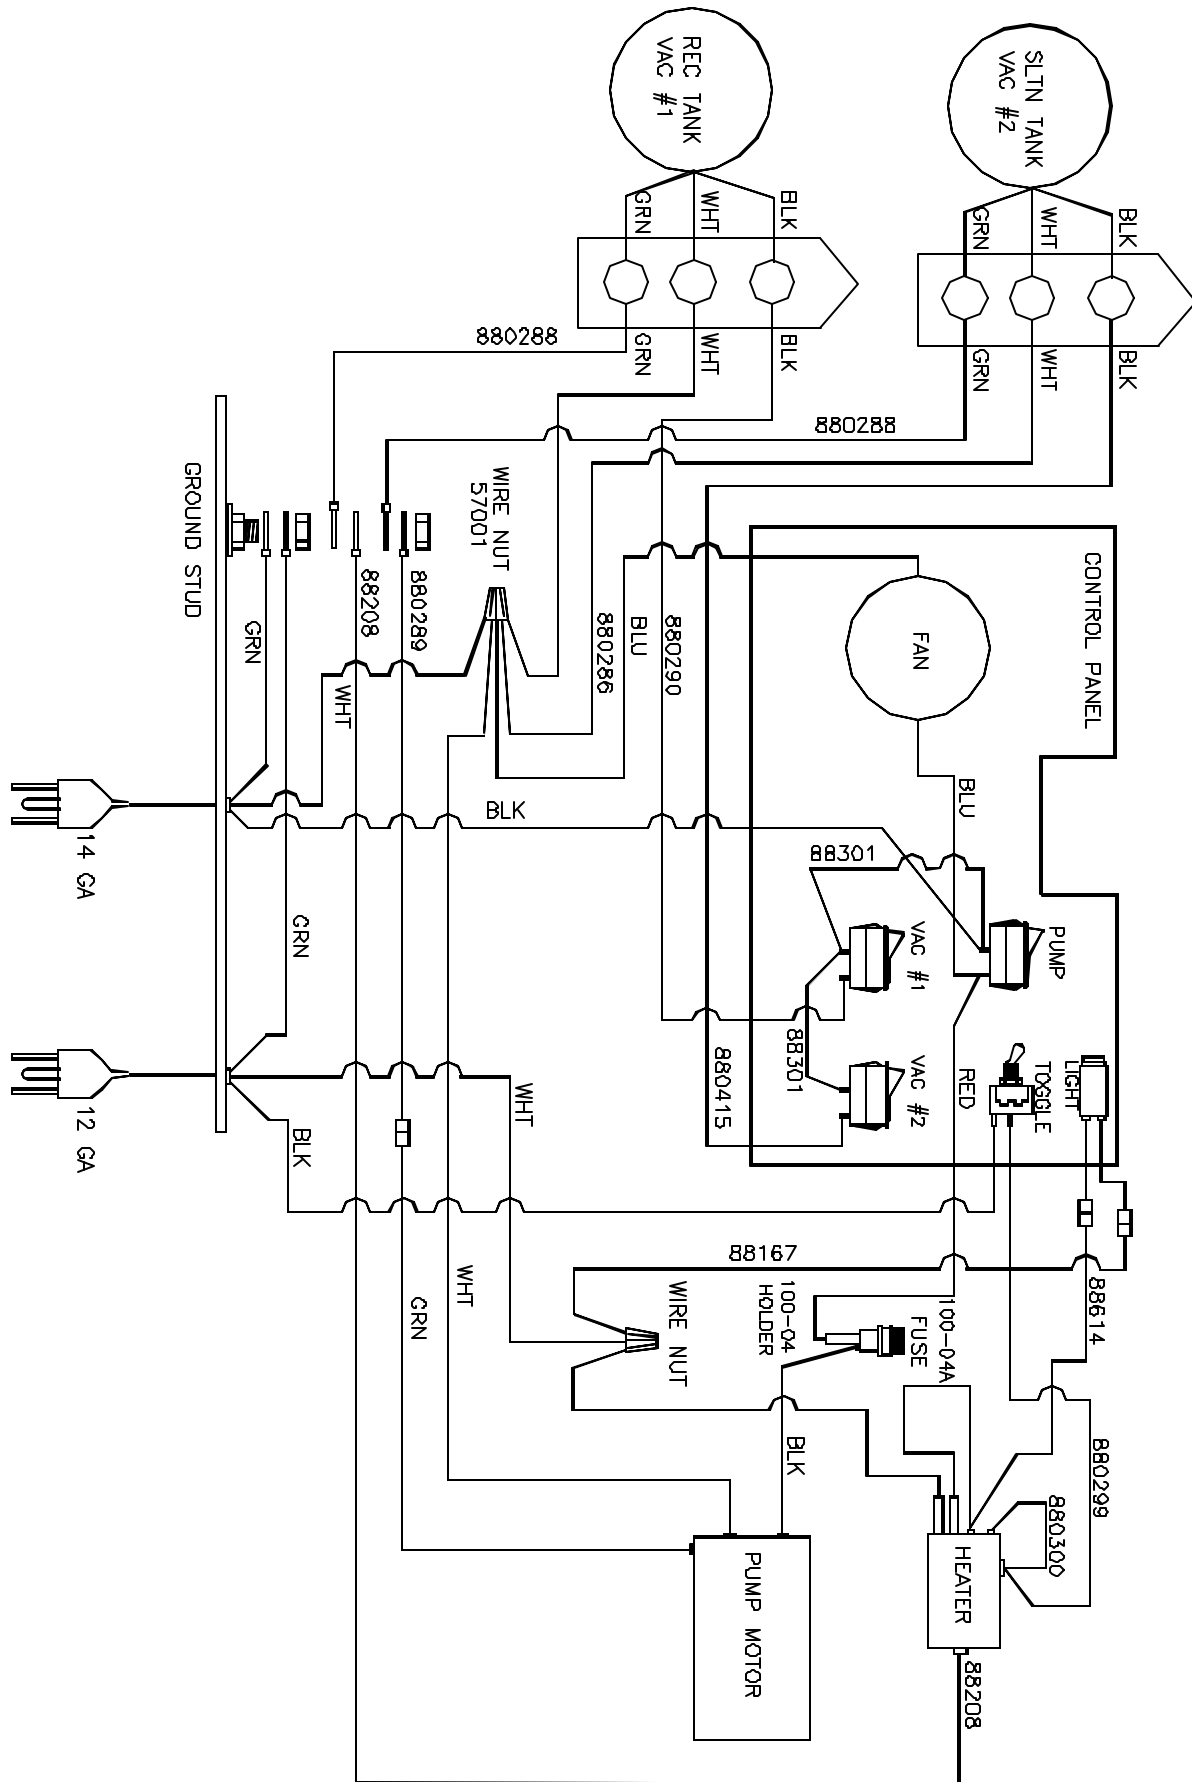 REC TANK
VAC #1
SLTN TANK
VAC #2
GRN
WHT
BLK
GRN
WHT
BLK
GRN
WHT
BLK
GRN
WHT
BLK
880288
880288
GROUND STUD
WIRE NUT
57001
CONTROL PANEL
88208
880289
880286
BLU
880290
FAN
GRN
WHT
BLK
BLU
14 GA
88301
GRN
VAC #1
PUMP
88301
880415
VAC #2
RED
TOGGLE
LIGHT
WHT
12 GA
BLK
88167
WHT
GRN
WIRE NUT
100-04
HOLDER
100-04A
FUSE
88614
BLK
880299
880300
PUMP MOTOR
HEATER
88208